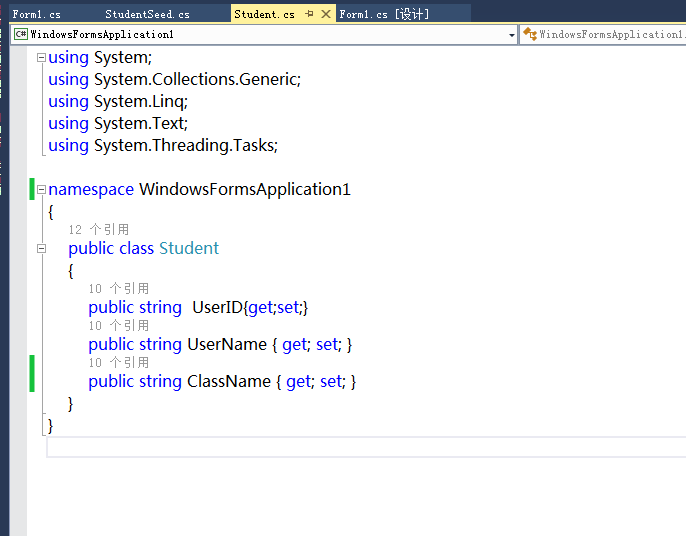 Form1.cs StudentSeed.cs Student.cs Form1.cs [设计]
C# WindowsFormsApplication1 WindowsFormsApplication1.
using System;
using System.Collections.Generic;
using System.Linq;
using System.Text;
using System.Threading.Tasks;
namespace WindowsFormsApplication1
{
12 个引用
public class Student
{
10 个引用
public string  UserID{get;set;}
10 个引用
public string UserName { get; set; }
10 个引用
public string ClassName { get; set; }
}
}